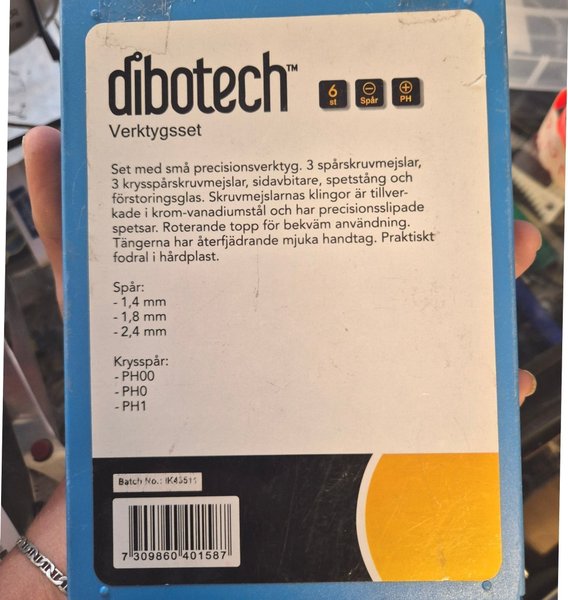 dibotech™
6 st
Spår
PH
Verktygsset
Set med små precisionsverktyg. 3 spårskruvmejslar,
3 krysspårskruvmejslar, sidavbitare, spetstång och
förstoringsglas. Skruvmejslarnas klingor är tillver-
kade i krom-vanadiumstål och har precisionsslipade
spetsar. Roterande topp för bekväm användning.
Tängerna har återfjädrande mjuka handtag. Praktiskt
fodral i hårdplast.
Spår:
- 1,4 mm
- 1,8 mm
- 2,4 mm
Krysspår:
- PH00
- PH0
- PH1
Batch No.: IK43511
7 309860 401587